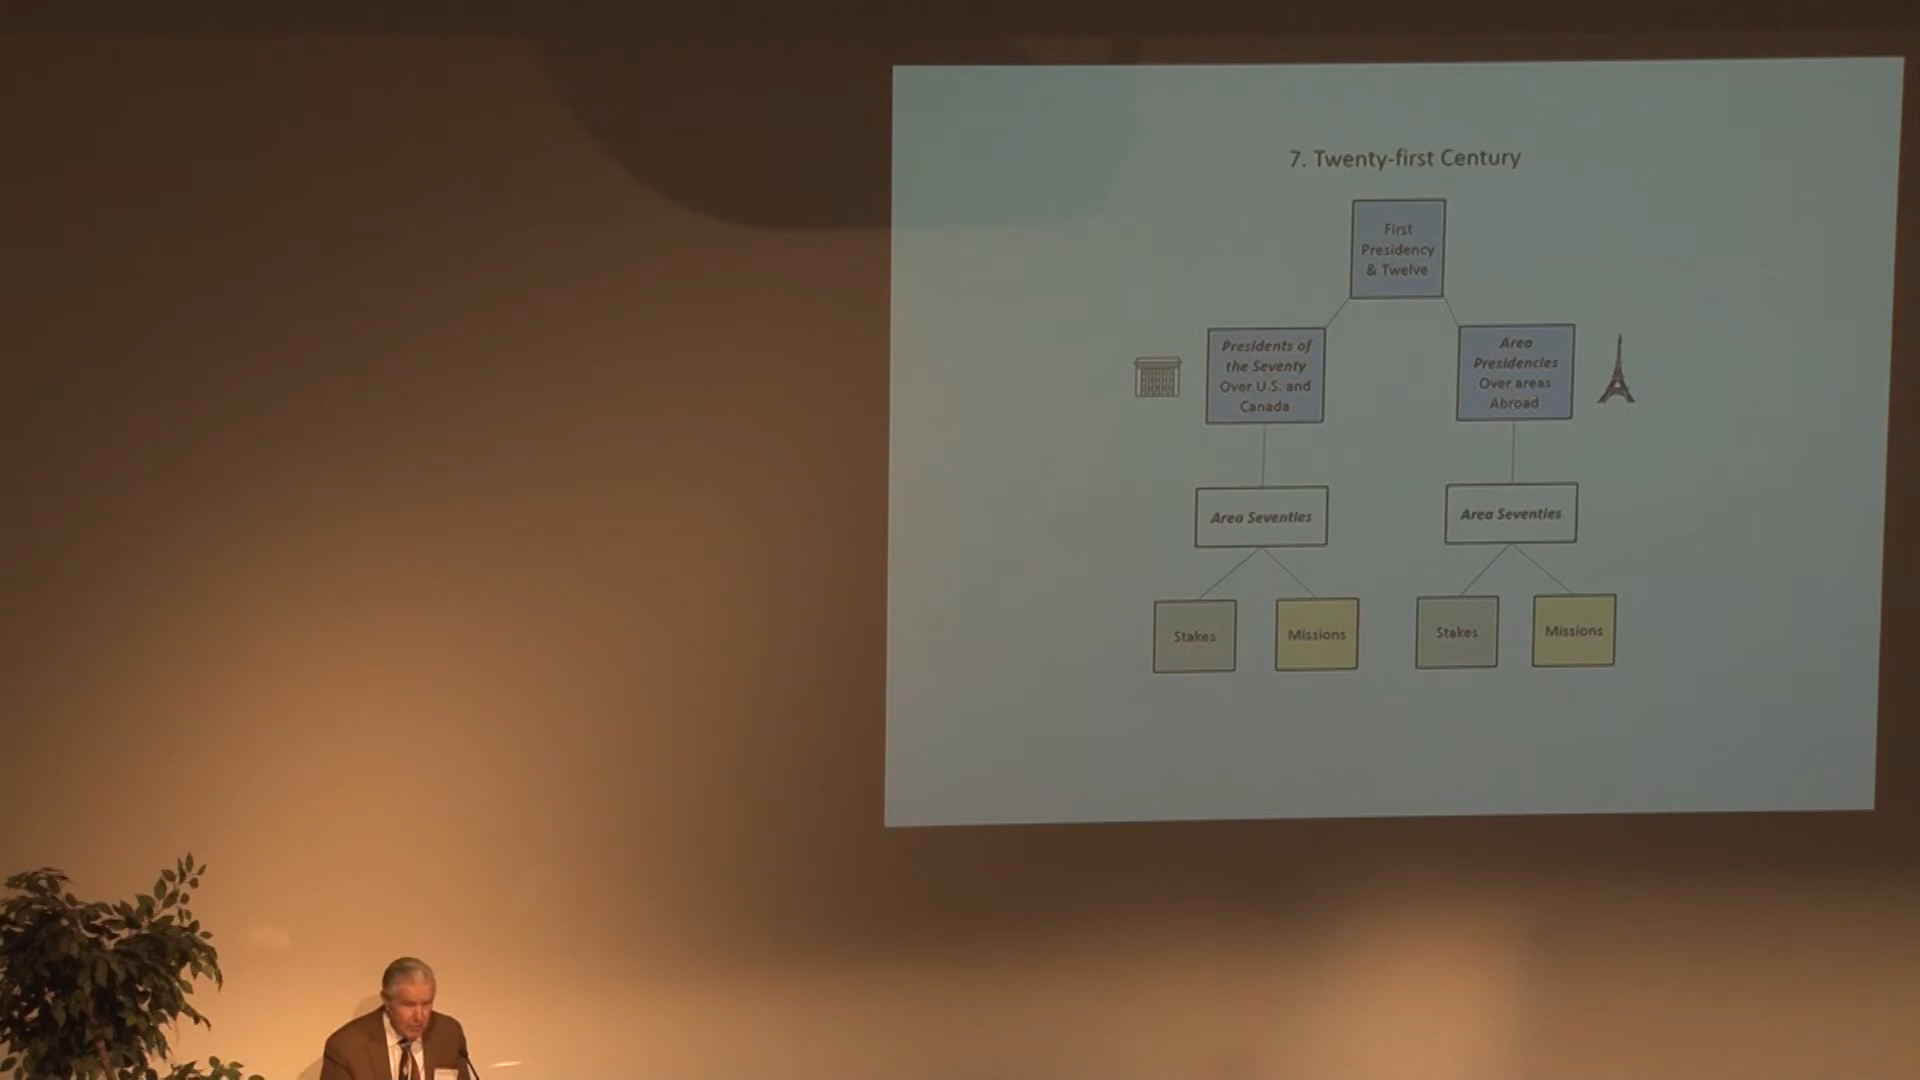 7. Twenty-first Century
First
Presidency
& Twelve
Presidents of
the Seventy
Over U.S. and
Canada
Area
Presidencies
Over areas
Abroad
Area Seventies
Area Seventies
Stakes
Missions
Stakes
Missions